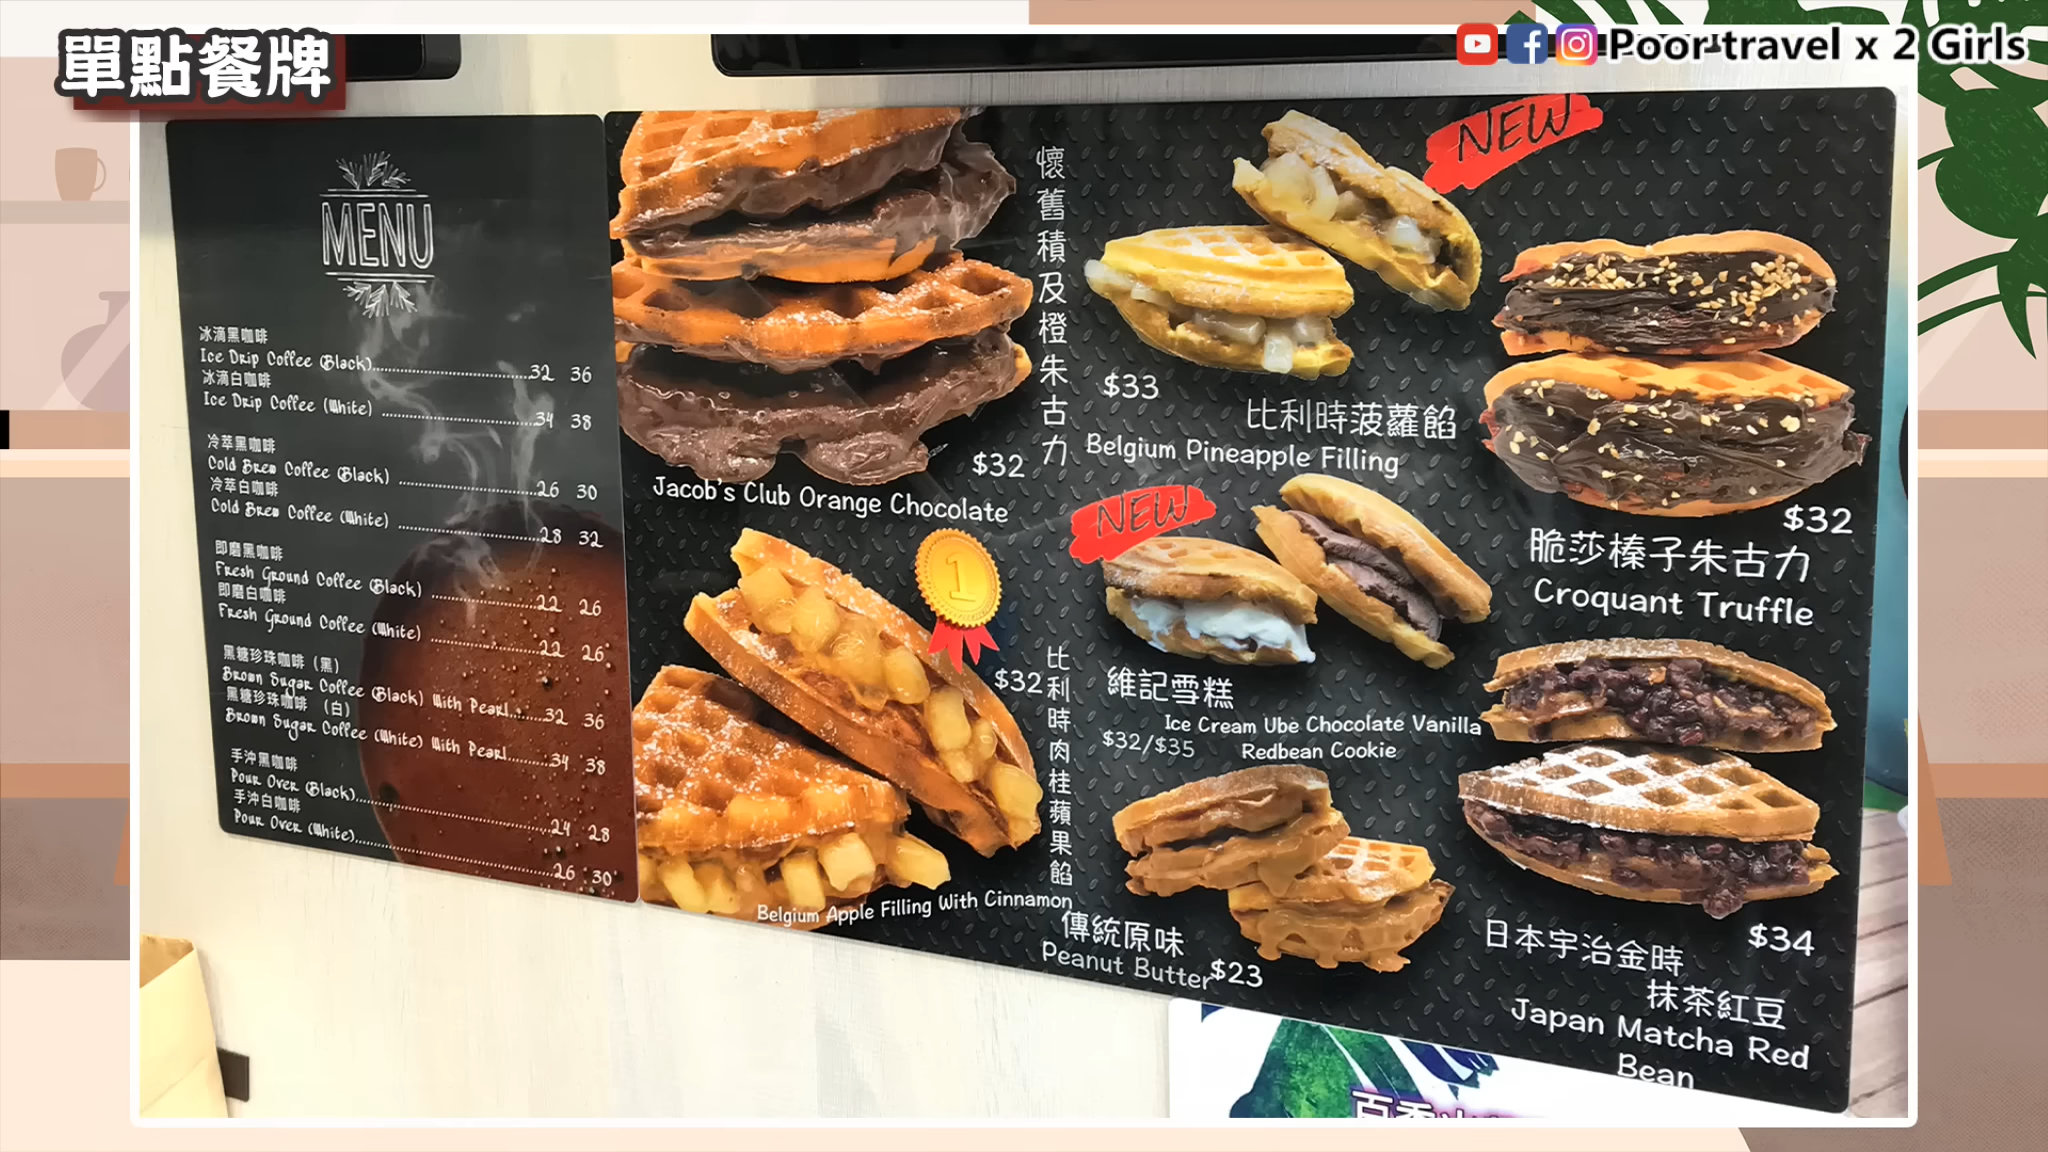 單點餐牌
Poor travel x 2 Girls
MENU
冰滴黑咖啡
Ice Drip Coffee (Black)..........32 36
冰滴白咖啡
Ice Drip Coffee (White) ..........34 38
冷萃黑咖啡
Cold Brew Coffee (Black) ..........26 30
冷萃白咖啡
Cold Brew Coffee (White) ..........28 32
即磨黑咖啡
Fresh Ground Coffee (Black) ..........22 26
即磨白咖啡
Fresh Ground Coffee (White) ..........22 26
黑糖珍珠咖啡（黑）
Brown Sugar Coffee (Black) With Pearl......32 36
黑糖珍珠咖啡 （白）
Brown Sugar Coffee (White) With Pearl......34 38
手沖黑咖啡
Pour Over (Black)..........24 28
手沖白咖啡
Pour Over (White)..........26 30
懷舊積及橙朱古力
$32
Jacob's Club Orange Chocolate
1
$32
比利時肉桂蘋果餡
Belgium Apple Filling With Cinnamon
NEW
$33
比利時菠蘿餡
Belgium Pineapple Filling
NEW
維記雪糕
Ice Cream Ube Chocolate Vanilla
$32/$35 Redbean Cookie
傳統原味
Peanut Butter $23
$32
脆莎榛子朱古力
Croquant Truffle
$34
日本宇治金時
抹茶紅豆
Japan Matcha Red
Bean